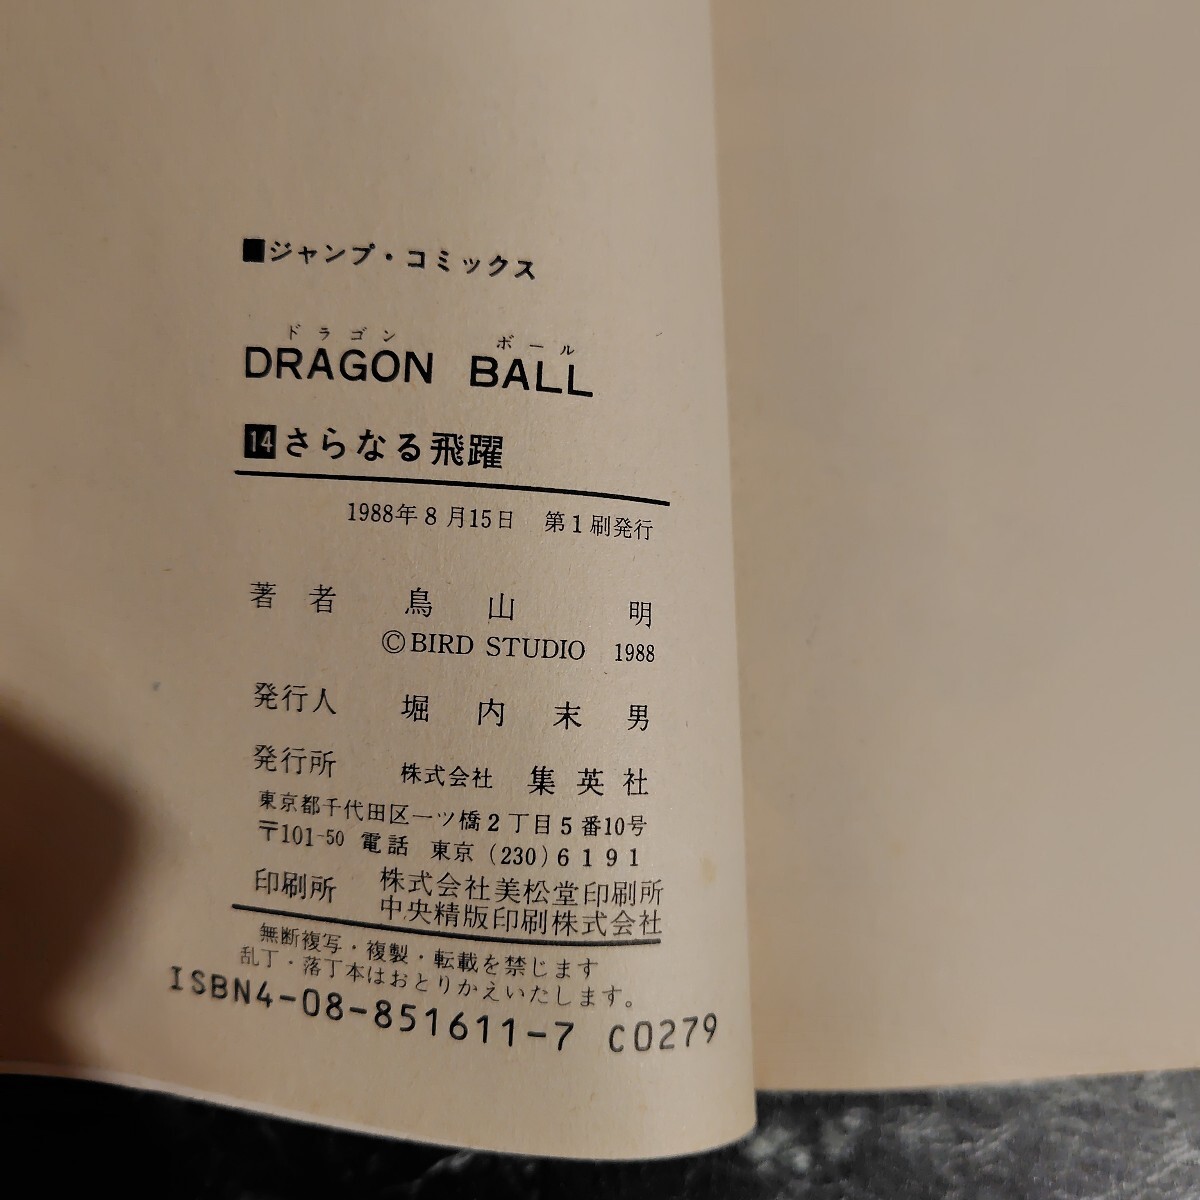 ■ジャンプ・コミックス
ドラゴン ボール
DRAGON BALL
14 さらなる飛躍
1988年8月15日 第1刷発行
著者 鳥山 明
©BIRD STUDIO 1988
発行人 堀内末男
発行所 株式会社 集英社
東京都千代田区一ツ橋2丁目5番10号
〒101-50 電話 東京(230)6191
印刷所 株式会社美松堂印刷所
中央精版印刷株式会社
無断複写・複製・転載を禁じます
乱丁・落丁本はおとりかえいたします。
ISBN4-08-851611-7 C0279